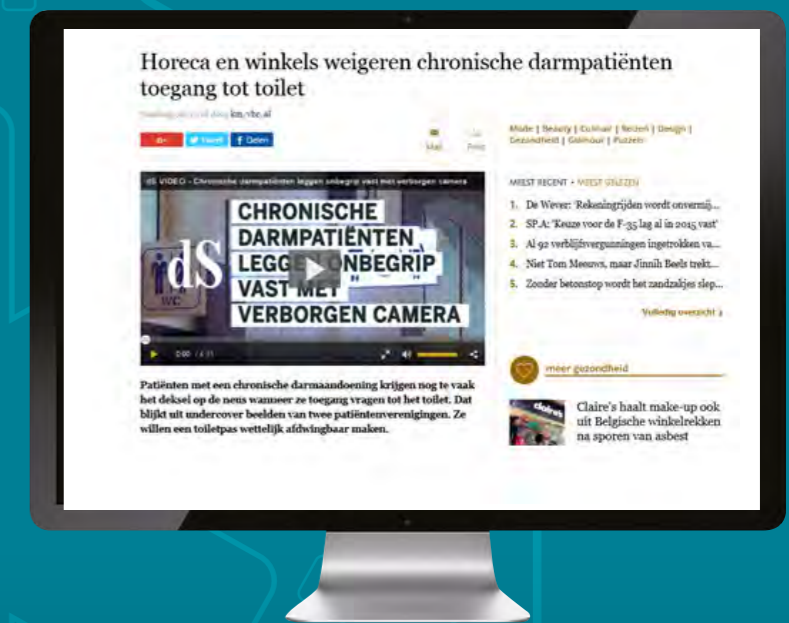 Horeca en winkels weigeren chronische darmpatiënten
toegang tot toilet
Tweet
Delen
Mail
Print
Mode | Beauty | Culinair | Reizen | Design |
Gezondheid | Glamour | Puzzels
dS VIDEO - Chronische darmpatiënten leggen onbegrip vast met verborgen camera
CHRONISCHE
DARMPATIËNTEN
LEGGEN ONBEGRIP
VAST MET
VERBORGEN CAMERA
dS
WC
0:00
MEEST RECENT • MEEST GELEZEN
1. De Wever: 'Rekeningrijden wordt onvermij...
2. SP.A: 'Keuze voor de F-35 lag al in 2015 vast'
3. Al 92 verblijfsvergunningen ingetrokken va...
4. Niet Tom Meeuws, maar Jinnih Beels trekt...
5. Zonder betonstop wordt het zandzakjes slep...
Volledig overzicht
meer gezondheid
Patiënten met een chronische darmaandoening krijgen nog te vaak
het deksel op de neus wanneer ze toegang vragen tot het toilet. Dat
blijkt uit undercover beelden van twee patiëntenverenigingen. Ze
willen een toiletpas wettelijk afdwingbaar maken.
claire's
Claire's haalt make-up ook
uit Belgische winkelrekken
na sporen van asbest